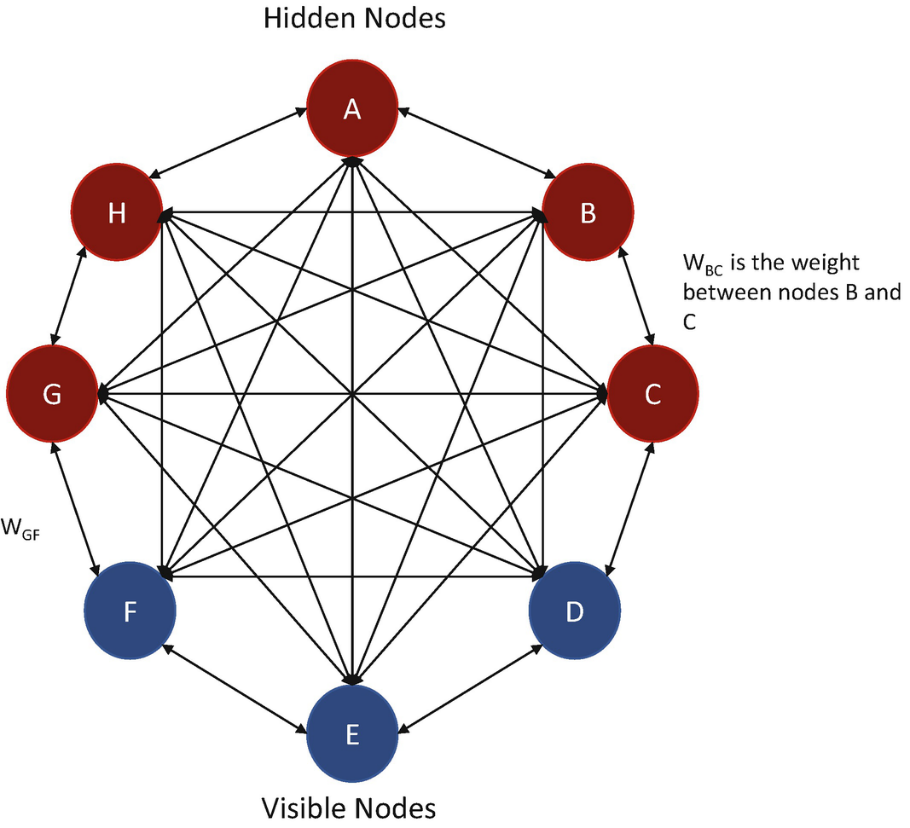 Hidden Nodes
A
H
B
W_BC is the weight
between nodes B and
C
G
C
W_GF
F
D
E
Visible Nodes